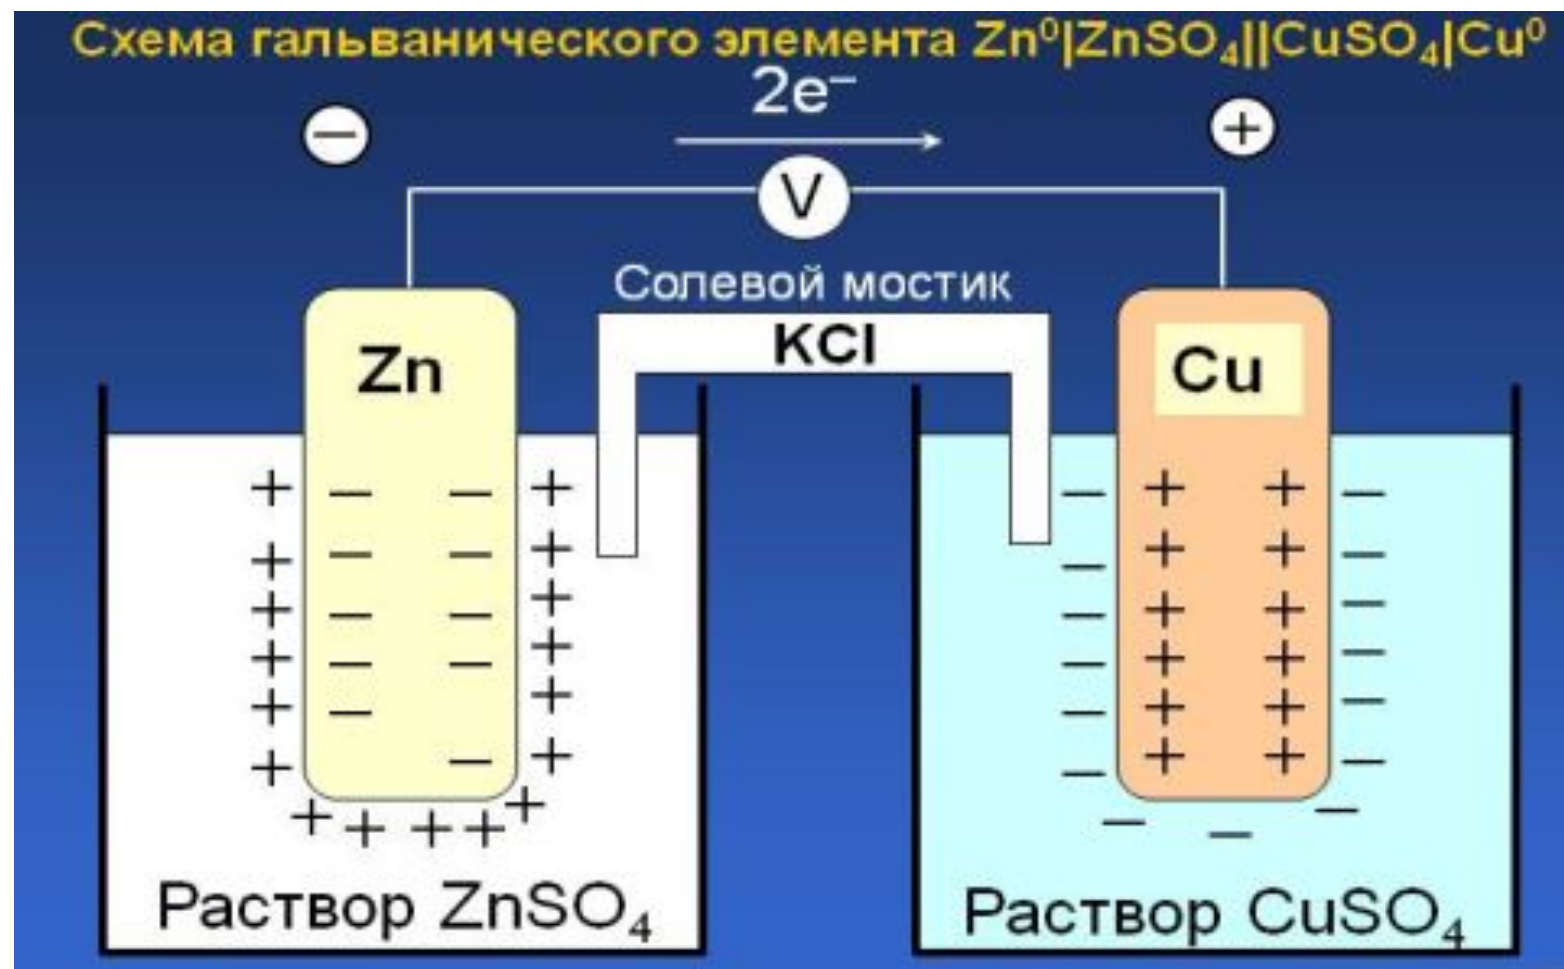 Схема гальванического элемента Zn⁰|ZnSO₄||CuSO₄|Cu⁰
2e⁻
− +
V
Солевой мостик
KCl
Zn Cu
Раствор ZnSO₄ Раствор CuSO₄